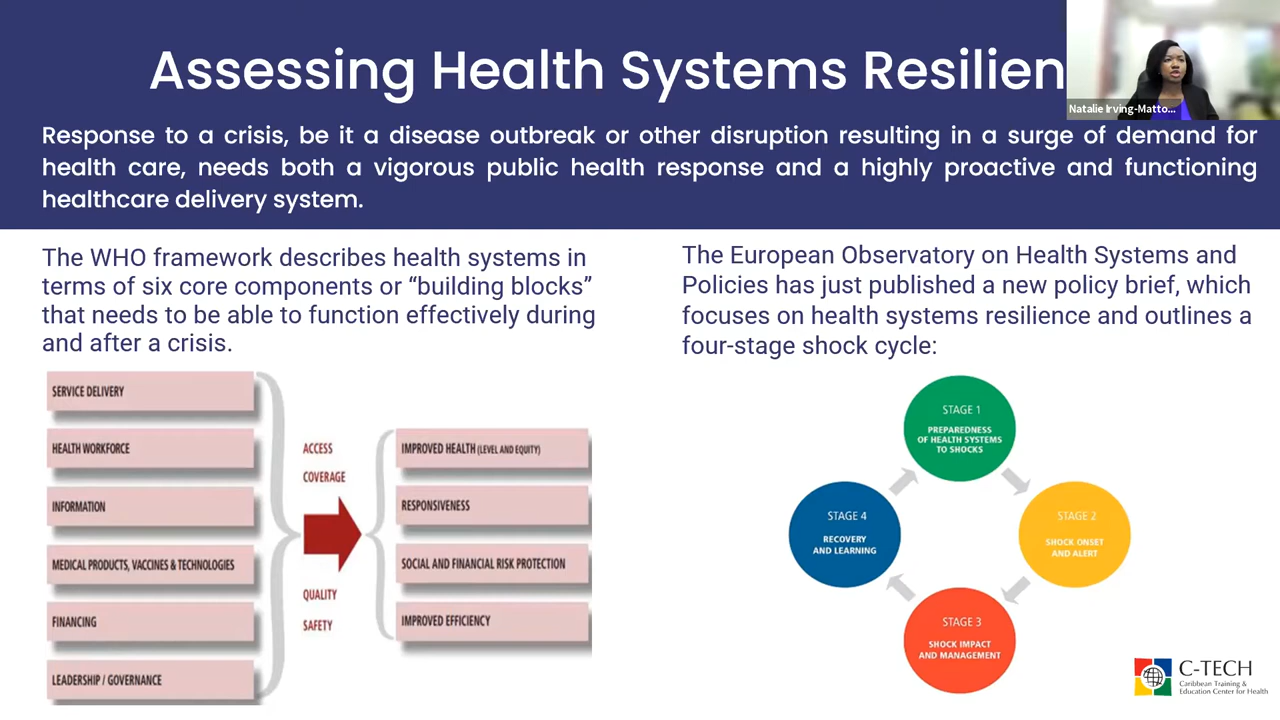 Assessing Health Systems Resilien
Natalie Irving-Matto...
Response to a crisis, be it a disease outbreak or other disruption resulting in a surge of demand for
health care, needs both a vigorous public health response and a highly proactive and functioning
healthcare delivery system.
The WHO framework describes health systems in
terms of six core components or “building blocks”
that needs to be able to function effectively during
and after a crisis.
SERVICE DELIVERY
HEALTH WORKFORCE
INFORMATION
MEDICAL PRODUCTS, VACCINES & TECHNOLOGIES
FINANCING
LEADERSHIP / GOVERNANCE
ACCESS
COVERAGE
QUALITY
SAFETY
IMPROVED HEALTH (LEVEL AND EQUITY)
RESPONSIVENESS
SOCIAL AND FINANCIAL RISK PROTECTION
IMPROVED EFFICIENCY
The European Observatory on Health Systems and
Policies has just published a new policy brief, which
focuses on health systems resilience and outlines a
four-stage shock cycle:
STAGE 1
PREPAREDNESS
OF HEALTH SYSTEMS
TO SHOCKS
STAGE 2
SHOCK ONSET
AND ALERT
STAGE 3
SHOCK IMPACT
AND MANAGEMENT
STAGE 4
RECOVERY
AND LEARNING
C-TECH
Caribbean Training &
Education Center for Health